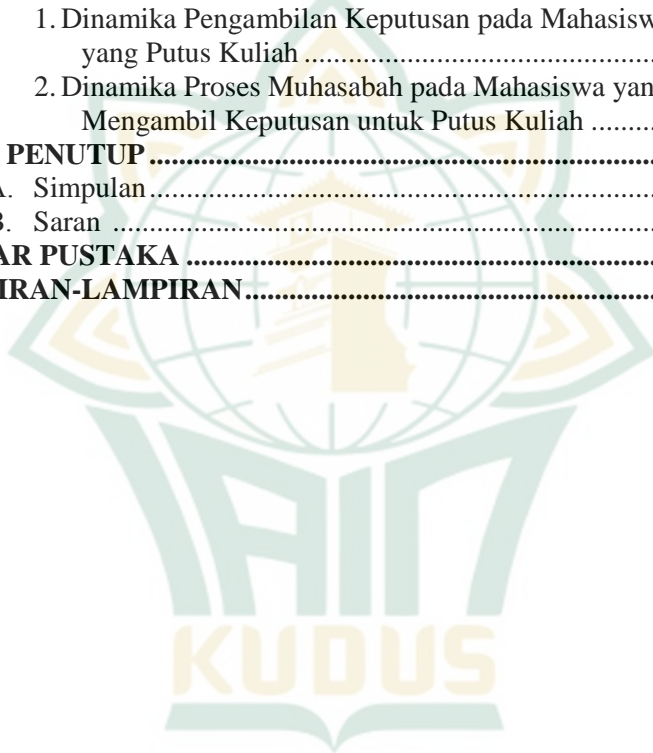 1. Dinamika Pengambilan Keputusan pada Mahasisw
yang Putus Kuliah ..............................................
2. Dinamika Proses Muhasabah pada Mahasiswa yan
Mengambil Keputusan untuk Putus Kuliah .........
PENUTUP ....................................................................
A. Simpulan ...................................................................
B. Saran ........................................................................
AR PUSTAKA ..............................................................
IRAN-LAMPIRAN .......................................................
IAIN
KUDUS